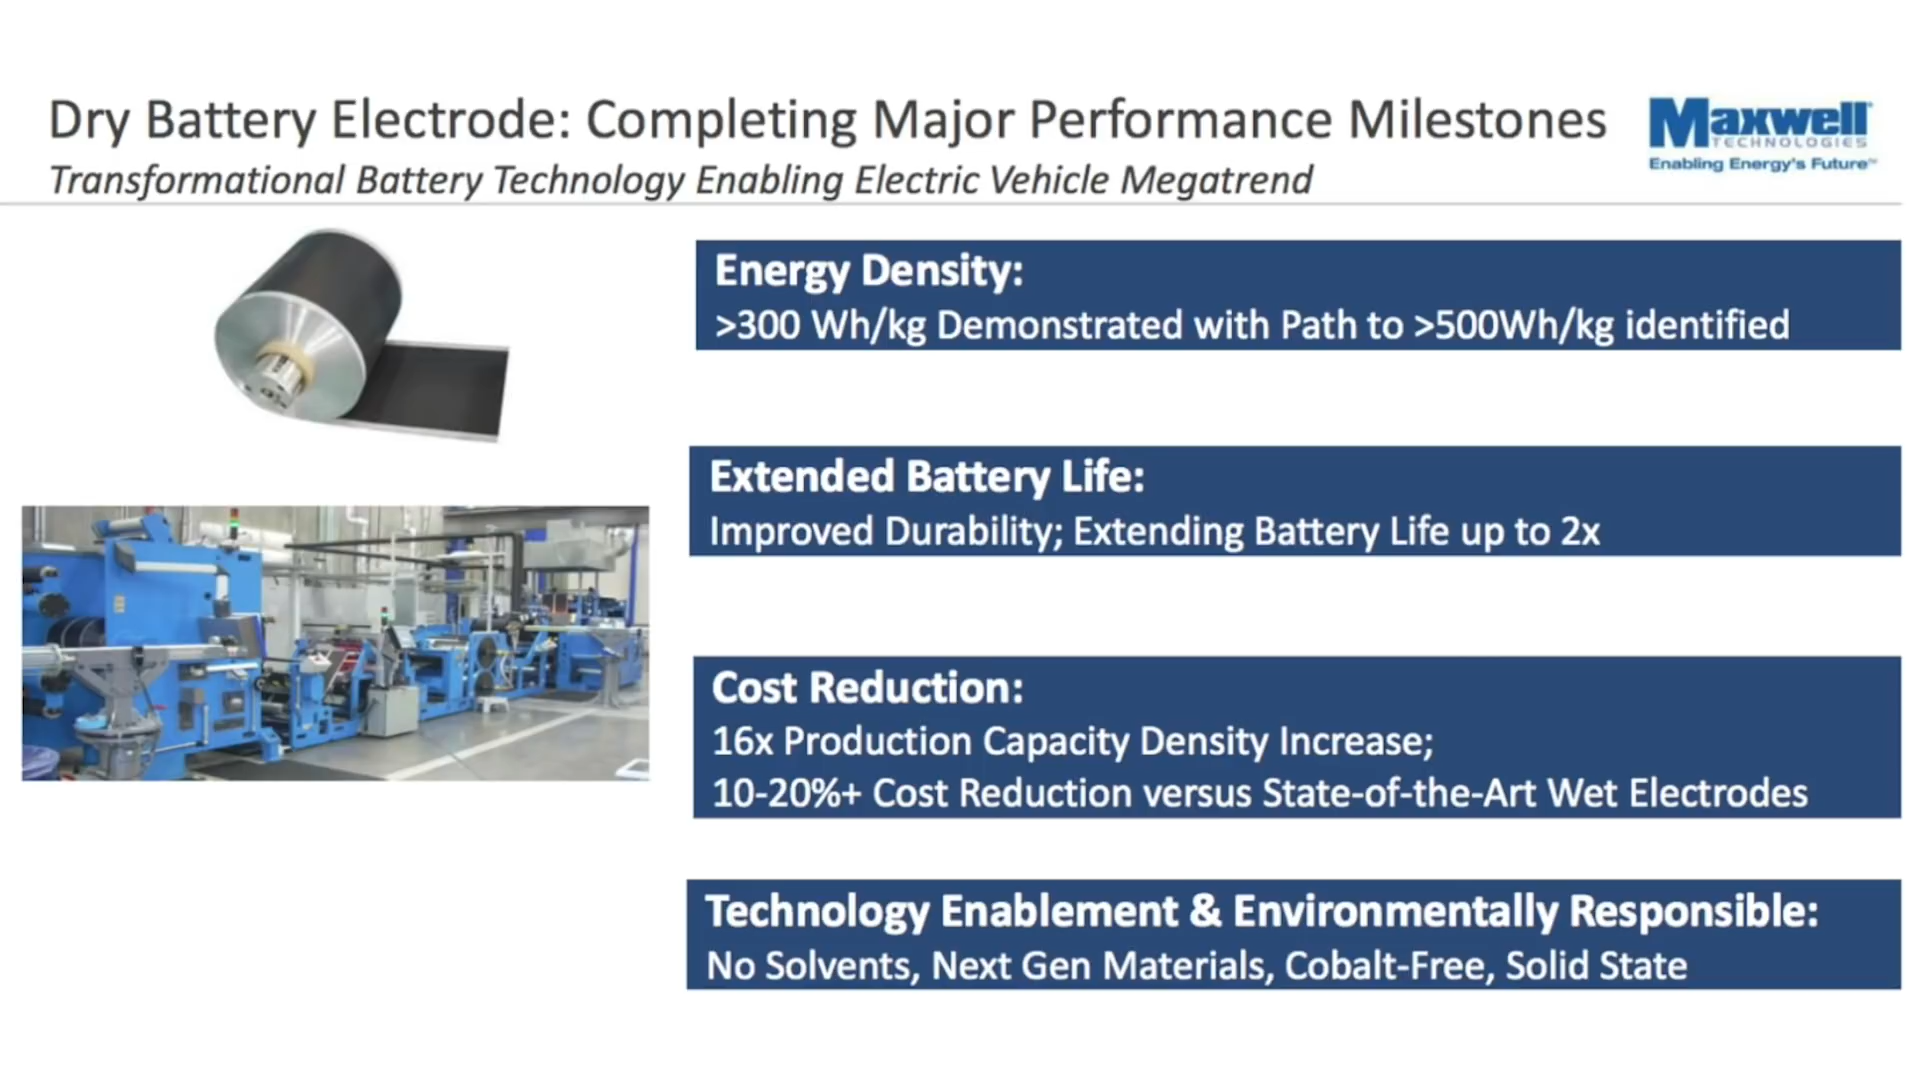 Dry Battery Electrode: Completing Major Performance Milestones
Transformational Battery Technology Enabling Electric Vehicle Megatrend
Maxwell
TECHNOLOGIES
Enabling Energy's Future™
Energy Density:
>300 Wh/kg Demonstrated with Path to >500Wh/kg identified
Extended Battery Life:
Improved Durability; Extending Battery Life up to 2x
Cost Reduction:
16x Production Capacity Density Increase;
10-20%+ Cost Reduction versus State-of-the-Art Wet Electrodes
Technology Enablement & Environmentally Responsible:
No Solvents, Next Gen Materials, Cobalt-Free, Solid State